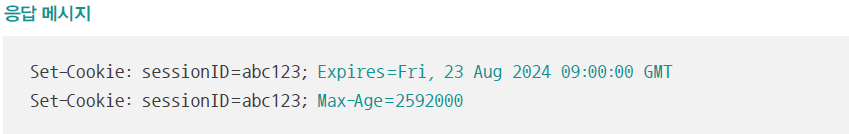 응답 메시지
Set-Cookie: sessionID=abc123; Expires=Fri, 23 Aug 2024 09:00:00 GMT
Set-Cookie: sessionID=abc123; Max-Age=2592000